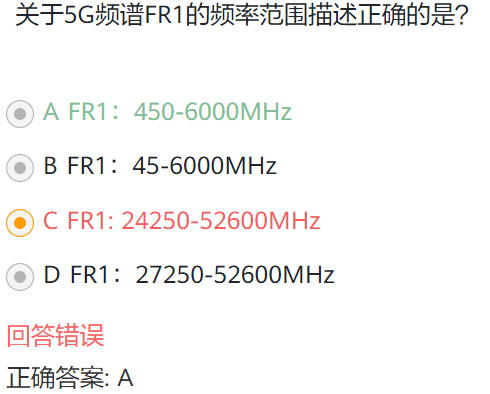 关于5G频谱FR1的频率范围描述正确的是?
A FR1：450-6000MHz
B FR1：45-6000MHz
C FR1: 24250-52600MHz
D FR1：27250-52600MHz
回答错误
正确答案: A